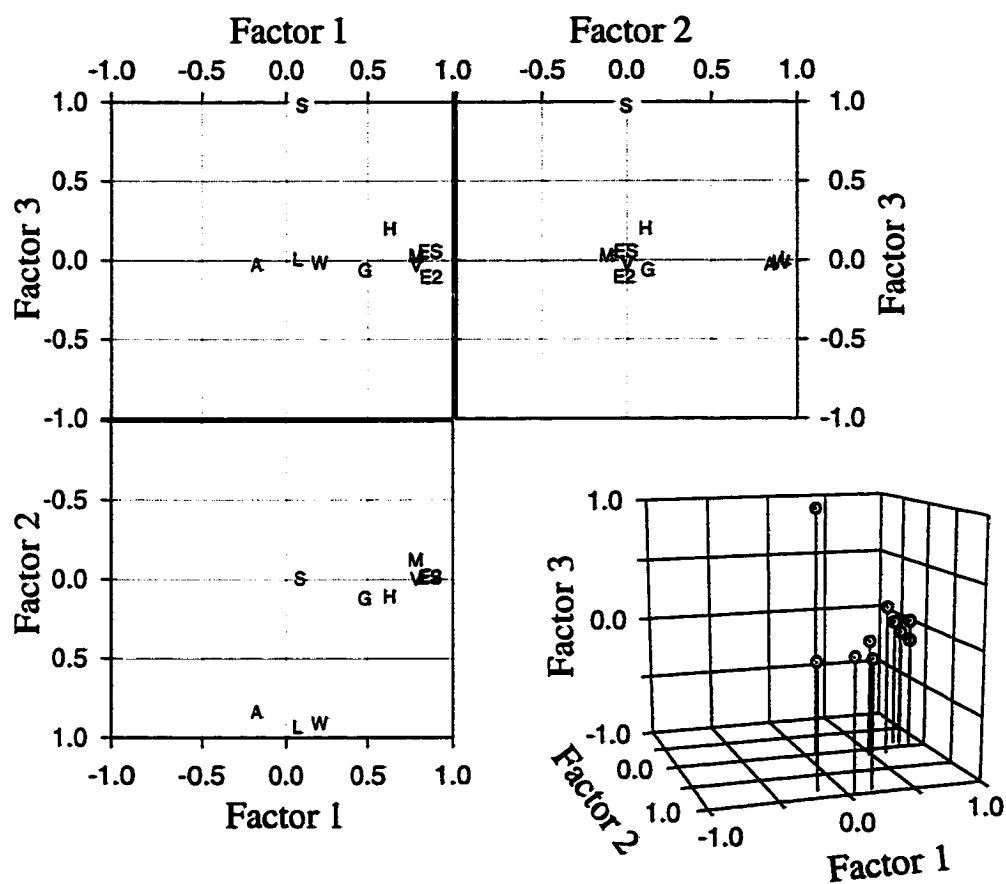 Factor 1 Factor 2
-1.0 -0.5 0.0 0.5 1.0 -0.5 0.0 0.5 1.0
1.0 S S 1.0
0.5 0.5
H H
Factor 3 0.0 A L W G M ES V E2 M ES V E2 G A W L 0.0 Factor 3
-0.5 -0.5
-1.0 -1.0
-0.5
Factor 2 0.0 S G H M V ES
0.5
A L W
1.0
-1.0 -0.5 0.0 0.5 1.0
Factor 1
1.0
Factor 3 0.0
-1.0
0.0
Factor 2 1.0
-1.0 0.0 1.0
Factor 1